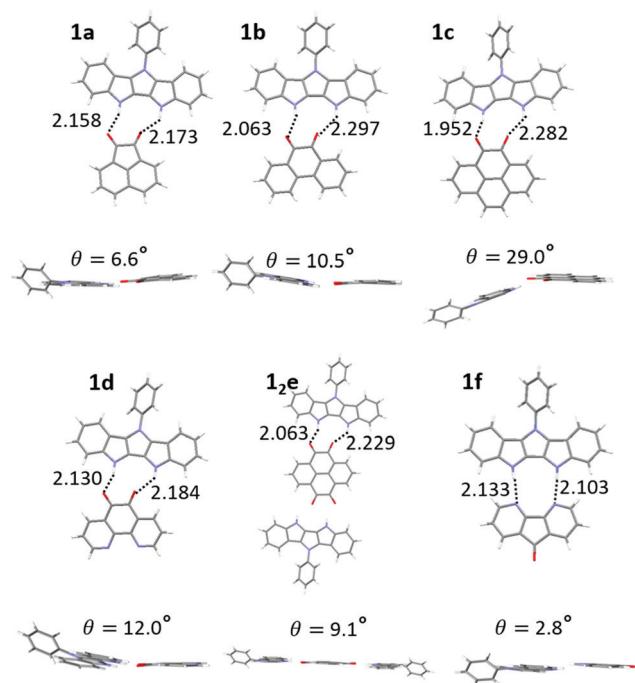 1a 1b 1c
2.158 2.173 2.063 2.297 1.952 2.282
θ = 6.6° θ = 10.5° θ = 29.0°
1d 1₂e 1f
2.130 2.184 2.063 2.229 2.133 2.103
θ = 12.0° θ = 9.1° θ = 2.8°